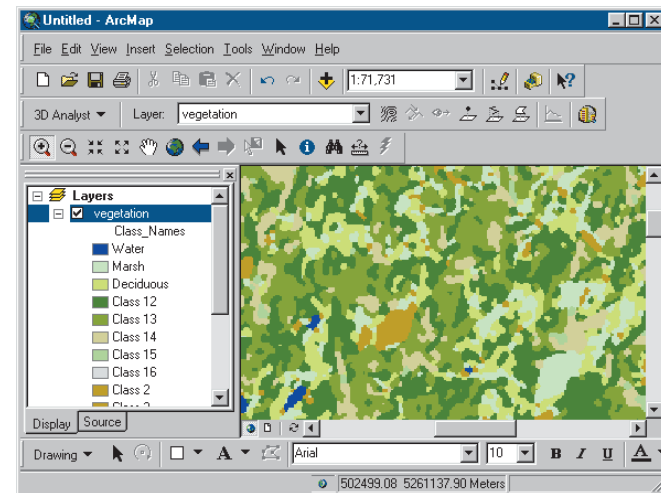 Untitled - ArcMap
File Edit View Insert Selection Tools Window Help
1:71,731
3D Analyst Layer: vegetation
Layers
vegetation
Class_Names
Water
Marsh
Deciduous
Class 12
Class 13
Class 14
Class 15
Class 16
Class 2
Display Source
Drawing A Arial 10 B I U A
502499.08 5261137.90 Meters